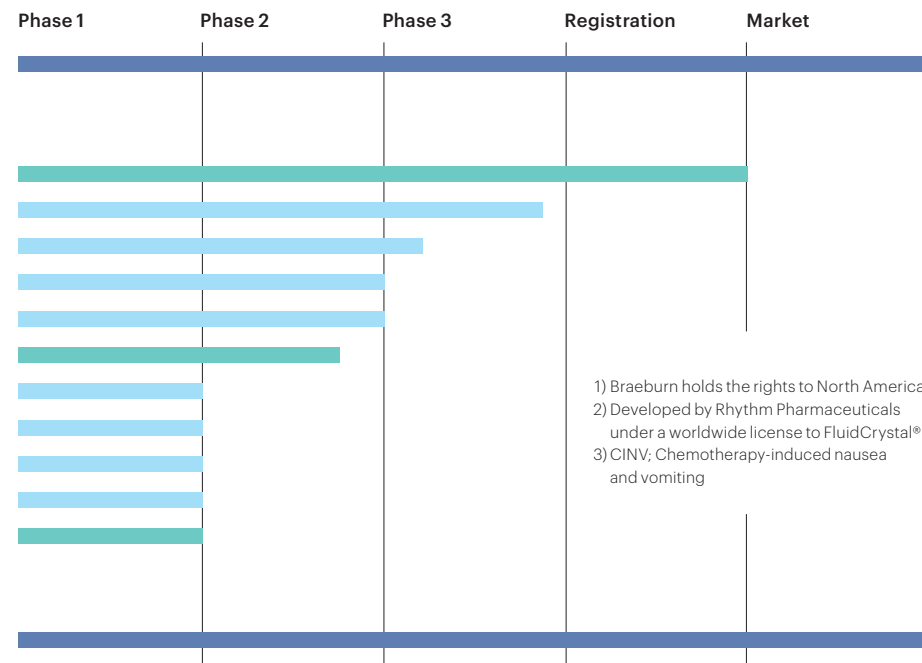 Phase 1 Phase 2 Phase 3 Registration Market
1) Braeburn holds the rights to North America
2) Developed by Rhythm Pharmaceuticals
under a worldwide license to FluidCrystal®
3) CINV; Chemotherapy-induced nausea
and vomiting